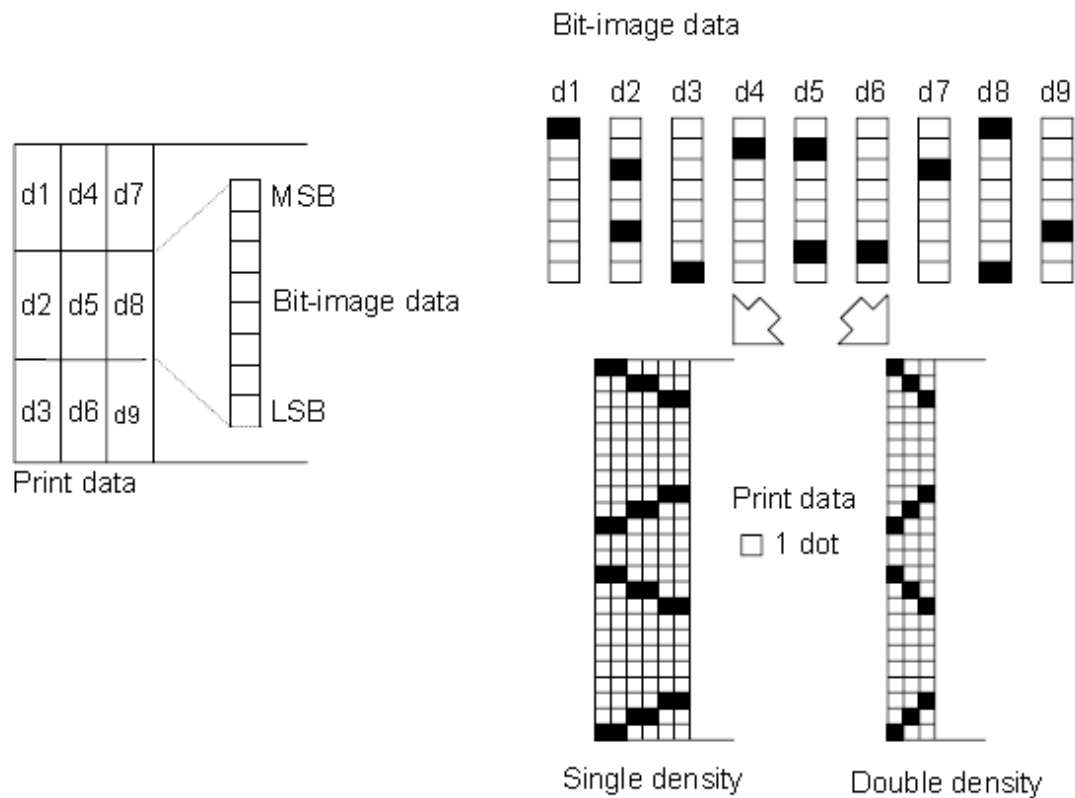 Bit-image data
d1 d2 d3 d4 d5 d6 d7 d8 d9
d1 d4 d7
d2 d5 d8
d3 d6 d9
MSB
Bit-image data
LSB
Print data
Print data
1 dot
Single density
Double density